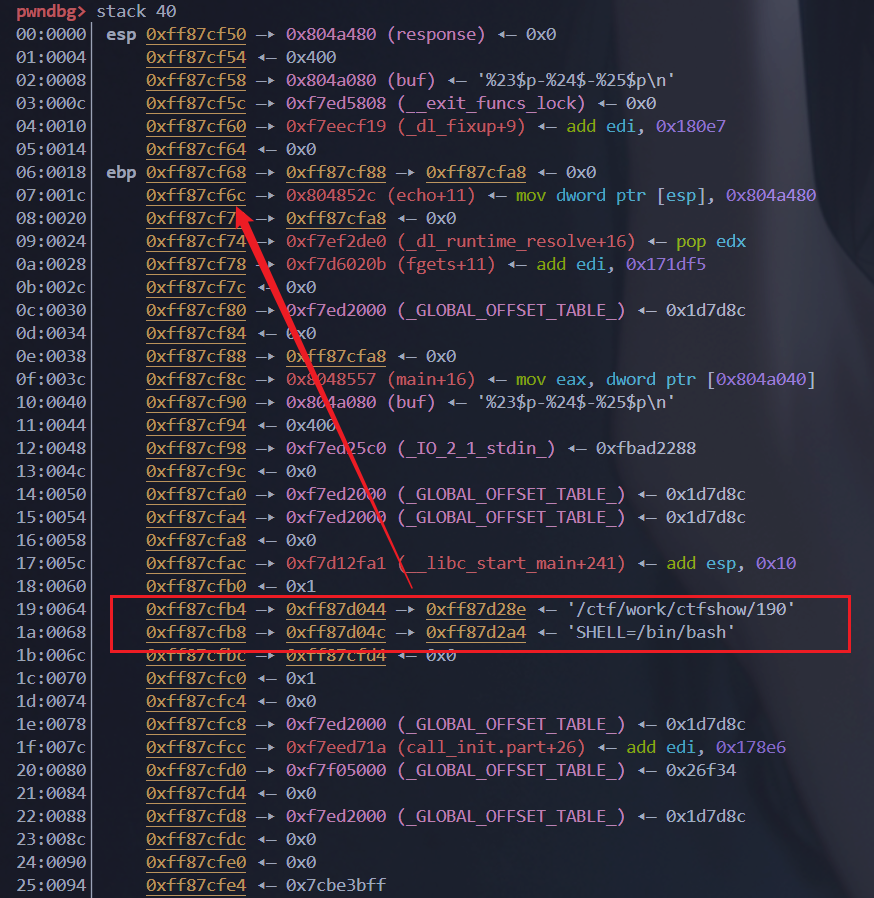 pwndbg> stack 40
00:0000│ esp 0xff87cf50 —▸ 0x804a480 (response) ◂— 0x0
01:0004│ 0xff87cf54 ◂— 0x400
02:0008│ 0xff87cf58 —▸ 0x804a080 (buf) ◂— '%23$p-%24$-%25$p\n'
03:000c│ 0xff87cf5c —▸ 0xf7ed5808 (__exit_funcs_lock) ◂— 0x0
04:0010│ 0xff87cf60 —▸ 0xf7eecf19 (_dl_fixup+9) ◂— add edi, 0x180e7
05:0014│ 0xff87cf64 ◂— 0x0
06:0018│ ebp 0xff87cf68 —▸ 0xff87cf88 —▸ 0xff87cfa8 ◂— 0x0
07:001c│ 0xff87cf6c —▸ 0x804852c (echo+11) ◂— mov dword ptr [esp], 0x804a480
08:0020│ 0xff87cf7 —▸ 0xff87cfa8 ◂— 0x0
09:0024│ 0xff87cf74 —▸ 0xf7ef2de0 (_dl_runtime_resolve+16) ◂— pop edx
0a:0028│ 0xff87cf78 —▸ 0xf7d6020b (fgets+11) ◂— add edi, 0x171df5
0b:002c│ 0xff87cf7c ◂— 0x0
0c:0030│ 0xff87cf80 —▸ 0xf7ed2000 (_GLOBAL_OFFSET_TABLE_) ◂— 0x1d7d8c
0d:0034│ 0xff87cf84 ◂— 0x0
0e:0038│ 0xff87cf88 —▸ 0xff87cfa8 ◂— 0x0
0f:003c│ 0xff87cf8c —▸ 0x8048557 (main+16) ◂— mov eax, dword ptr [0x804a040]
10:0040│ 0xff87cf90 —▸ 0x804a080 (buf) ◂— '%23$p-%24$-%25$p\n'
11:0044│ 0xff87cf94 ◂— 0x400
12:0048│ 0xff87cf98 —▸ 0xf7ed25c0 (_IO_2_1_stdin_) ◂— 0xfbad2288
13:004c│ 0xff87cf9c ◂— 0x0
14:0050│ 0xff87cfa0 —▸ 0xf7ed2000 (_GLOBAL_OFFSET_TABLE_) ◂— 0x1d7d8c
15:0054│ 0xff87cfa4 —▸ 0xf7ed2000 (_GLOBAL_OFFSET_TABLE_) ◂— 0x1d7d8c
16:0058│ 0xff87cfa8 ◂— 0x0
17:005c│ 0xff87cfac —▸ 0xf7d12fa1 (__libc_start_main+241) ◂— add esp, 0x10
18:0060│ 0xff87cfb0 ◂— 0x1
19:0064│ 0xff87cfb4 —▸ 0xff87d044 —▸ 0xff87d28e ◂— '/ctf/work/ctfshow/190'
1a:0068│ 0xff87cfb8 —▸ 0xff87d04c —▸ 0xff87d2a4 ◂— 'SHELL=/bin/bash'
1b:006c│ 0xff87cfbc —▸ 0xff87cfd4 ◂— 0x0
1c:0070│ 0xff87cfc0 ◂— 0x1
1d:0074│ 0xff87cfc4 ◂— 0x0
1e:0078│ 0xff87cfc8 —▸ 0xf7ed2000 (_GLOBAL_OFFSET_TABLE_) ◂— 0x1d7d8c
1f:007c│ 0xff87cfcc —▸ 0xf7eed71a (call_init.part+26) ◂— add edi, 0x178e6
20:0080│ 0xff87cfd0 —▸ 0xf7f05000 (_GLOBAL_OFFSET_TABLE_) ◂— 0x26f34
21:0084│ 0xff87cfd4 ◂— 0x0
22:0088│ 0xff87cfd8 —▸ 0xf7ed2000 (_GLOBAL_OFFSET_TABLE_) ◂— 0x1d7d8c
23:008c│ 0xff87cfdc ◂— 0x0
24:0090│ 0xff87cfe0 ◂— 0x0
25:0094│ 0xff87cfe4 ◂— 0x7cbe3bff